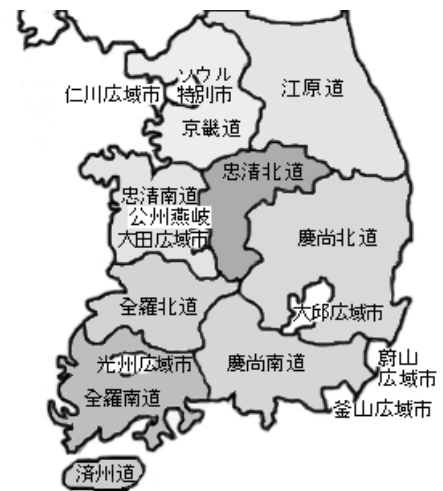 ソウル
特別市
江原道
仁川広域市
京畿道
忠清北道
忠清南道
公州燕岐
大田広域市
慶尚北道
全羅北道
大邱広域市
光州広域市
慶尚南道
蔚山
広域市
全羅南道
釜山広域市
済州道